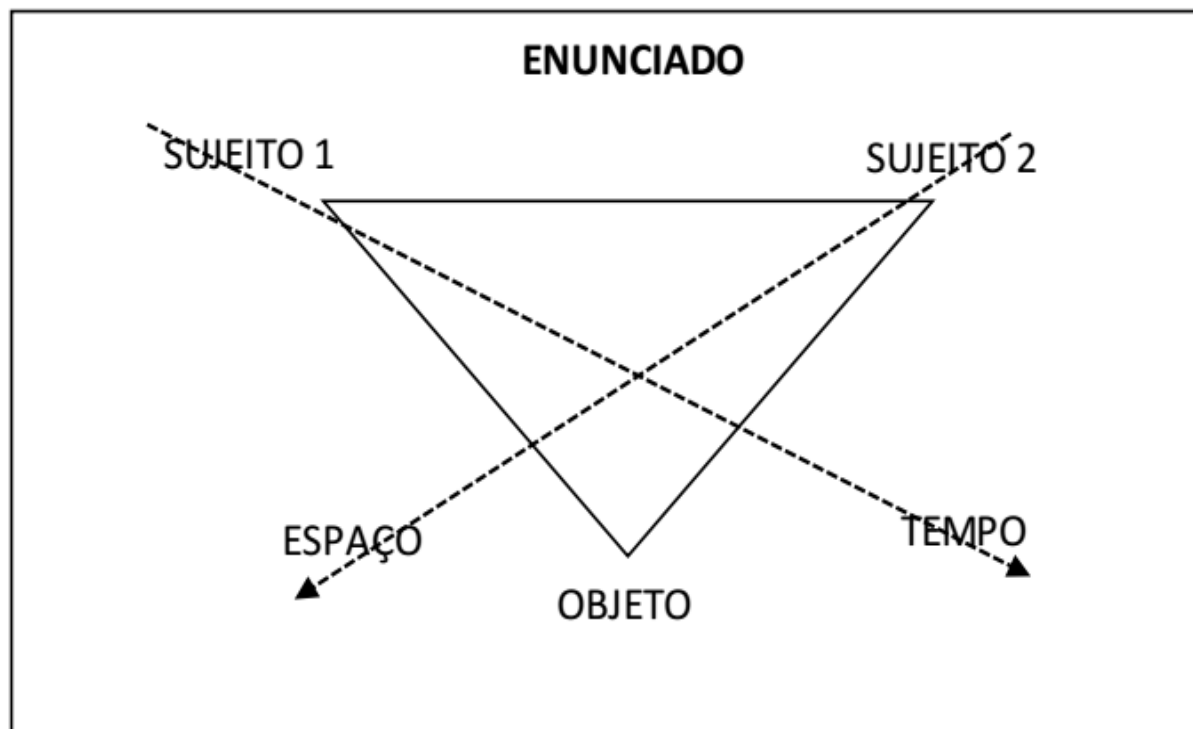 ENUNCIADO
SUJEITO 1
SUJEITO 2
ESPAÇO
TEMPO
OBJETO